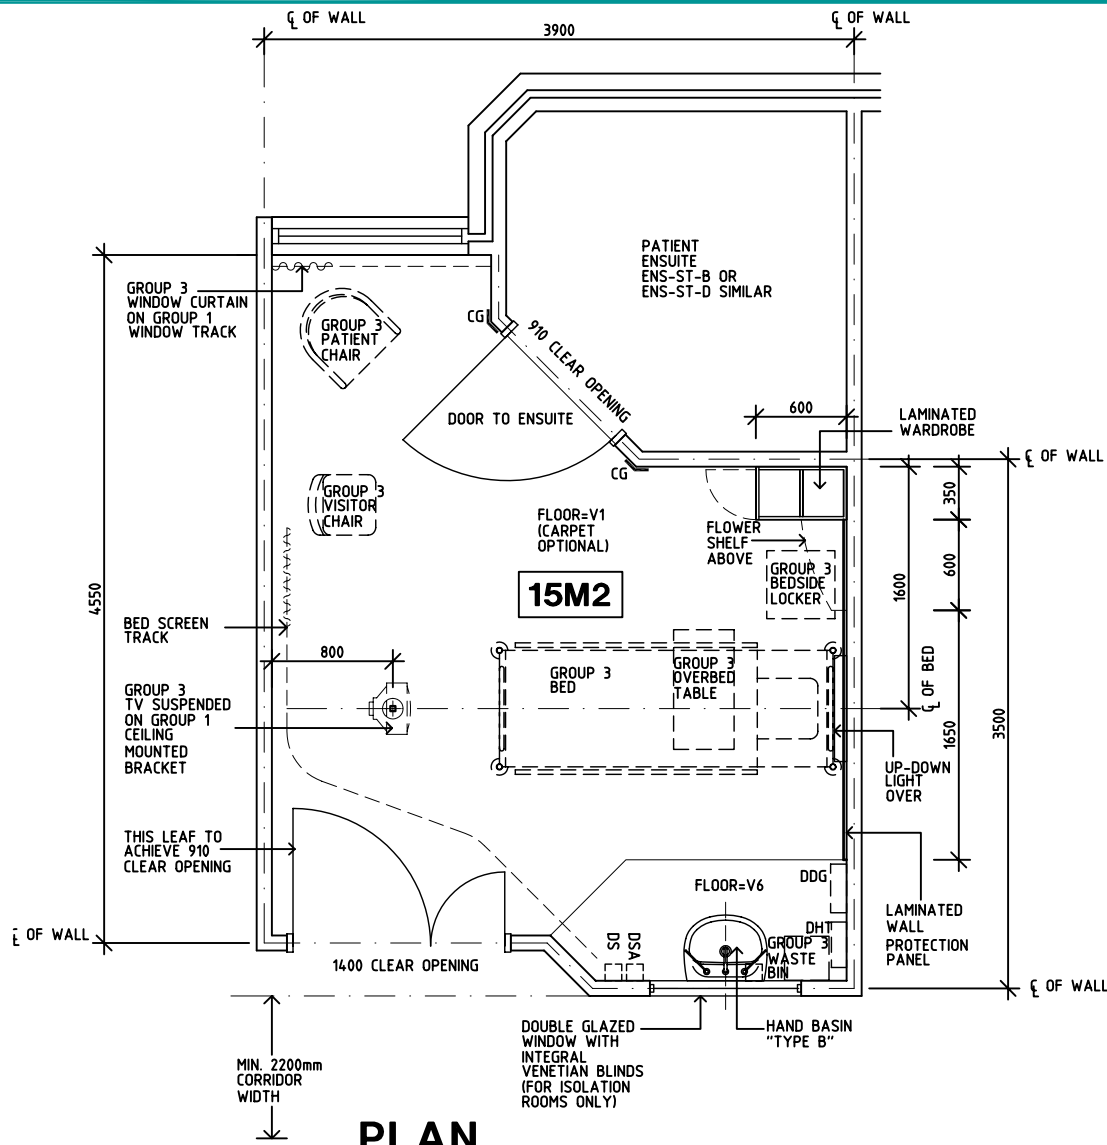 ℄ OF WALL
℄ OF WALL
3900
PATIENT
ENSUITE
ENS-ST-B OR
ENS-ST-D SIMILAR
GROUP 3
WINDOW CURTAIN
ON GROUP 1
WINDOW TRACK
GROUP 3
PATIENT
CHAIR
CG
910 CLEAR OPENING
DOOR TO ENSUITE
600
LAMINATED
WARDROBE
℄ OF WALL
CG
350
GROUP 3
VISITOR
CHAIR
FLOOR=V1
(CARPET
OPTIONAL)
FLOWER
SHELF
ABOVE
GROUP 3
BEDSIDE
LOCKER
600
1600
4550
15M2
BED SCREEN
TRACK
800
GROUP 3
BED
GROUP 3
OVERBED
TABLE
℄ OF BED
1650
3500
GROUP 3
TV SUSPENDED
ON GROUP 1
CEILING
MOUNTED
BRACKET
UP-DOWN
LIGHT
OVER
THIS LEAF TO
ACHIEVE 910
CLEAR OPENING
FLOOR=V6
DDG
LAMINATED
WALL
PROTECTION
PANEL
℄ OF WALL
1400 CLEAR OPENING
DS
DSA
DHT
GROUP 3
WASTE
BIN
℄ OF WALL
DOUBLE GLAZED
WINDOW WITH
INTEGRAL
VENETIAN BLINDS
(FOR ISOLATION
ROOMS ONLY)
HAND BASIN
"TYPE B"
MIN. 2200mm
CORRIDOR
WIDTH
PLAN